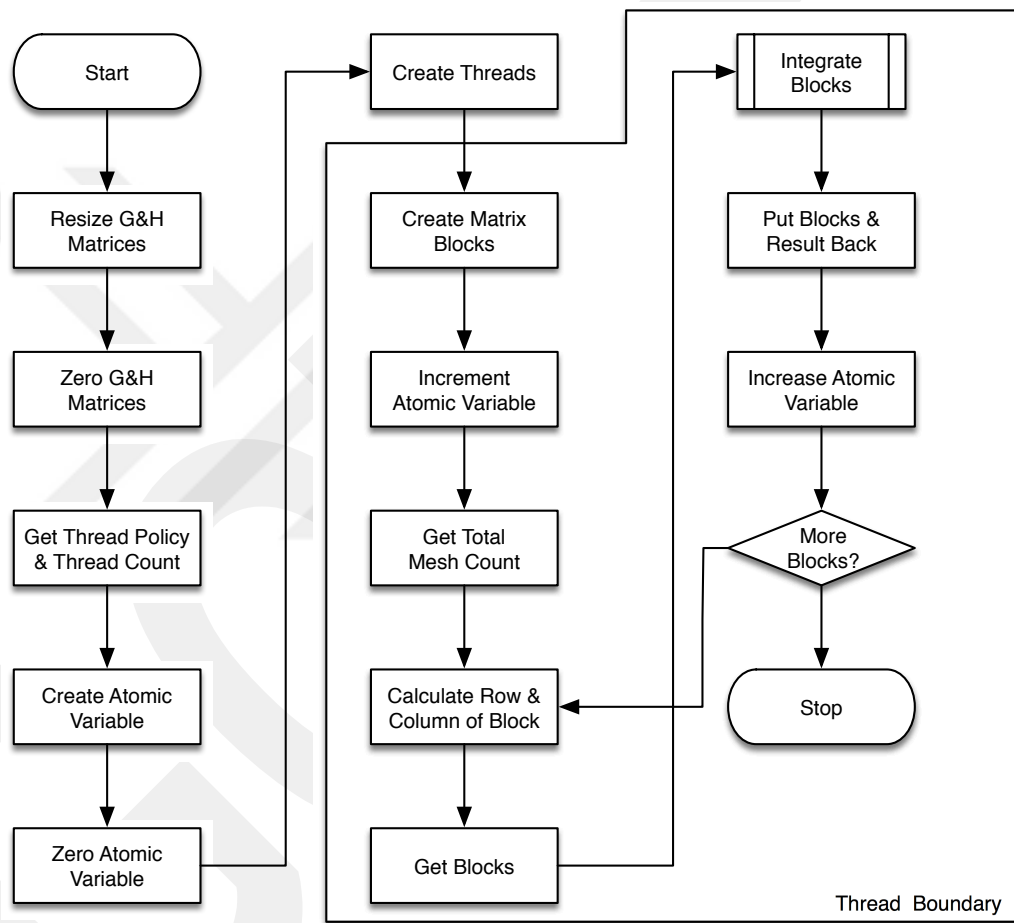 Start
Resize G&H
Matrices
Zero G&H
Matrices
Get Thread Policy
& Thread Count
Create Atomic
Variable
Zero Atomic
Variable
Create Threads
Create Matrix
Blocks
Increment
Atomic Variable
Get Total
Mesh Count
Calculate Row &
Column of Block
Get Blocks
Integrate
Blocks
Put Blocks &
Result Back
Increase Atomic
Variable
More
Blocks?
Stop
Thread Boundary